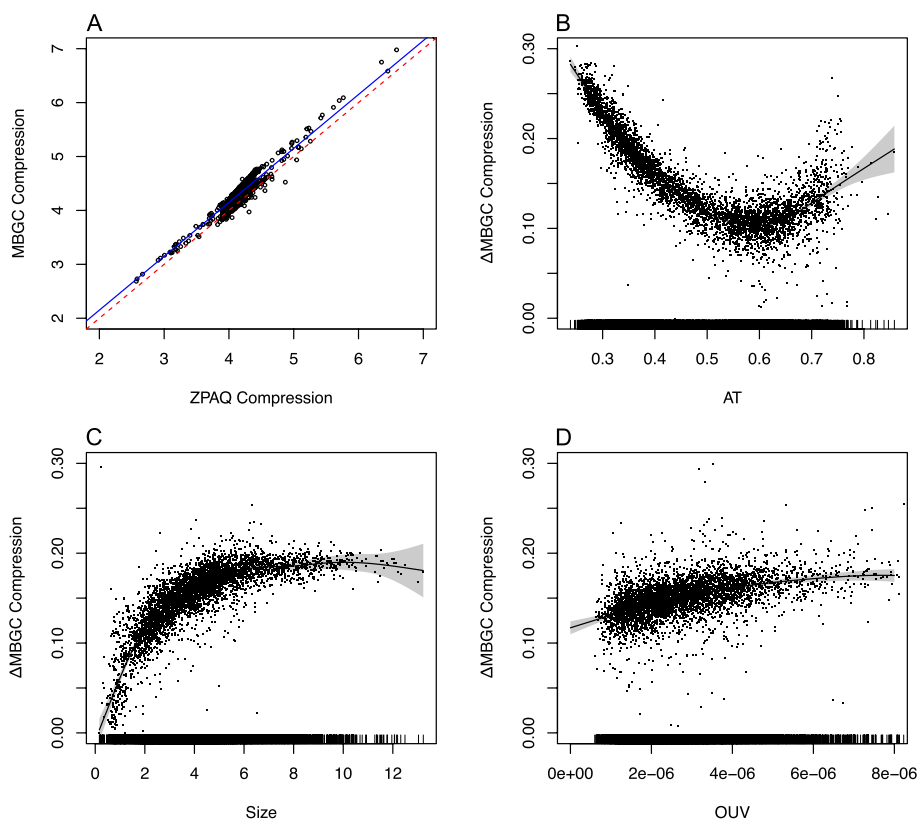 A
7
6
5
4
3
2
MBGC Compression
2 3 4 5 6 7
ZPAQ Compression
B
0.30
0.20
0.10
0.00
ΔMBGC Compression
0.3 0.4 0.5 0.6 0.7 0.8
AT
C
0.30
0.20
0.10
0.00
ΔMBGC Compression
0 2 4 6 8 10 12
Size
D
0.30
0.20
0.10
0.00
ΔMBGC Compression
0e+00 2e−06 4e−06 6e−06 8e−06
OUV